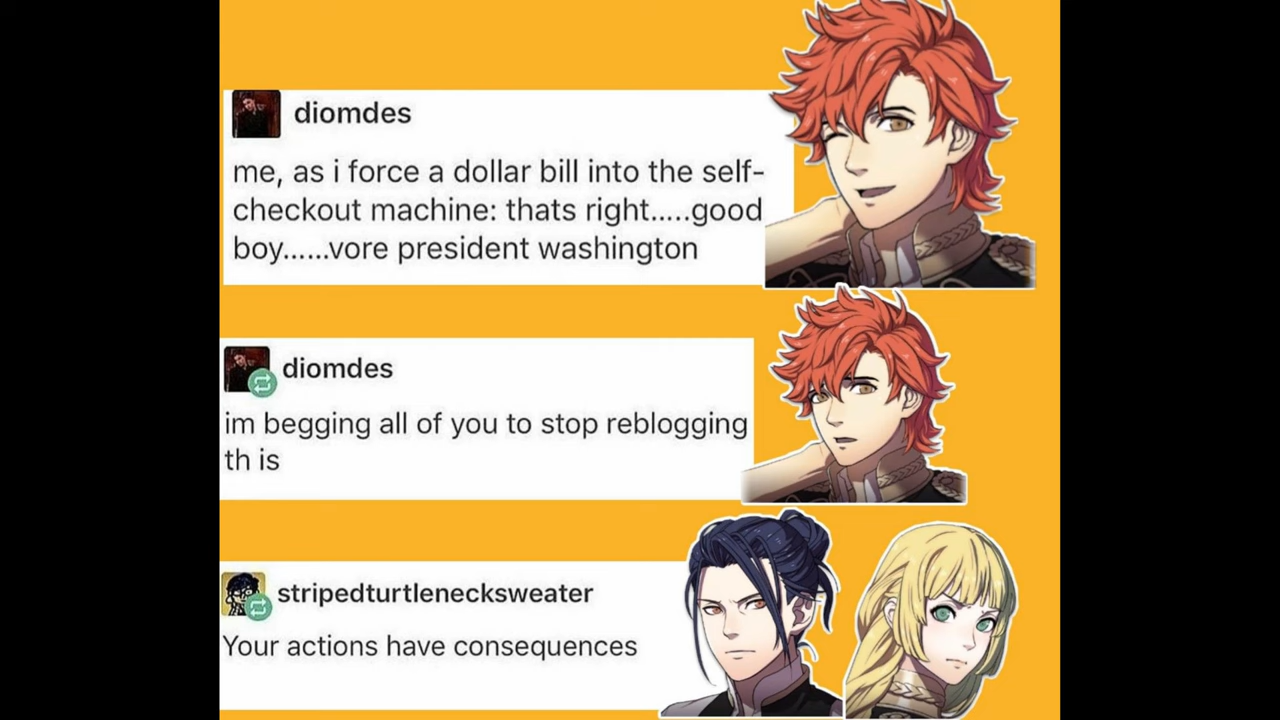 diomdes
me, as i force a dollar bill into the self-
checkout machine: thats right.....good
boy......vore president washington
diomdes
im begging all of you to stop reblogging
th is
stripedturtlenecksweater
Your actions have consequences